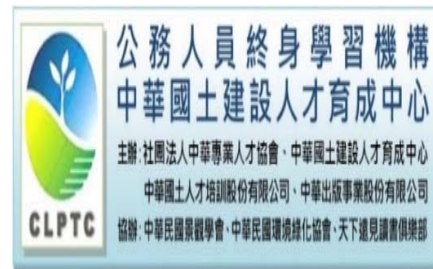 公務人員終身學習機構
中華國土建設人才育成中心
主辦:社團法人中華專業人才協會、中華國土建設人才育成中心
中華國土人才培訓股份有限公司、中華出版事業股份有限公司
協辦:中華民國景觀學會、中華民國環境綠化協會、天下遠見讀書俱樂部
CLPTC